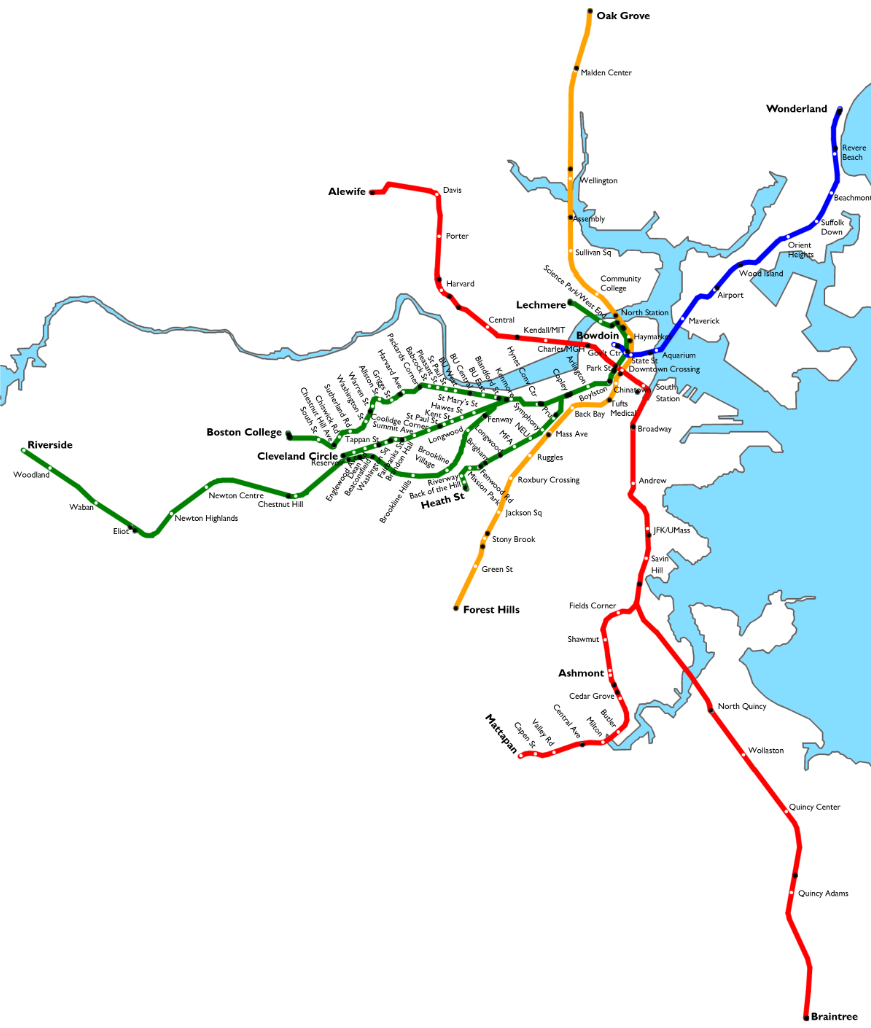 Oak Grove
Malden Center
Wonderland
Revere
Beach
Wellington
Alewife
Davis
Beachmont
Assembly
Suffolk
Down
Porter
Orient
Heights
Sullivan Sq
Wood Island
Community
College
Harvard
Science Park/West End
Airport
Lechmere
North Station
Central
Maverick
Kendall/MIT
Bowdoin
Haymarket
Charles/MGH
Govt Ctr
Aquarium
State St
Park St
Downtown Crossing
Packards Corner
Babcock St
Pleasant St
St Paul St
BU West
BU Central
BU East
Blandford St
Kenmore
Hynes Conv Ctr
Copley
Arlington
Boylston
Chinatown
South
Station
Harvard Ave
Griggs St
Allston St
Warren St
Washington St
Sutherland Rd
Chiswick Rd
Chestnut Hill Ave
South St
St Mary's St
Hawes St
Kent St
St Paul St
Coolidge Corner
Summit Ave
Symphony
Pru
Tufts
Medical
Back Bay
Fenway
NEU
Mass Ave
Broadway
Boston College
Tappan St
Longwood
Longwood
MFA
Riverside
Cleveland Circle
Reservoir
Brandon Hall
Fairbanks St
Washington Sq
Beaconsfield
Dean Rd
Englewood Ave
Brookline
Village
Brigham
Ruggles
Woodland
Brookline Hills
Riverway
Back of the Hill
Mission Park
Fenwood Rd
Roxbury Crossing
Andrew
Newton Centre
Heath St
Waban
Chestnut Hill
Newton Highlands
Jackson Sq
Eliot
JFK/UMass
Stony Brook
Savin
Hill
Green St
Fields Corner
Forest Hills
Shawmut
Ashmont
Cedar Grove
North Quincy
Butler
Milton
Central Ave
Valley Rd
Capen St
Mattapan
Wollaston
Quincy Center
Quincy Adams
Braintree